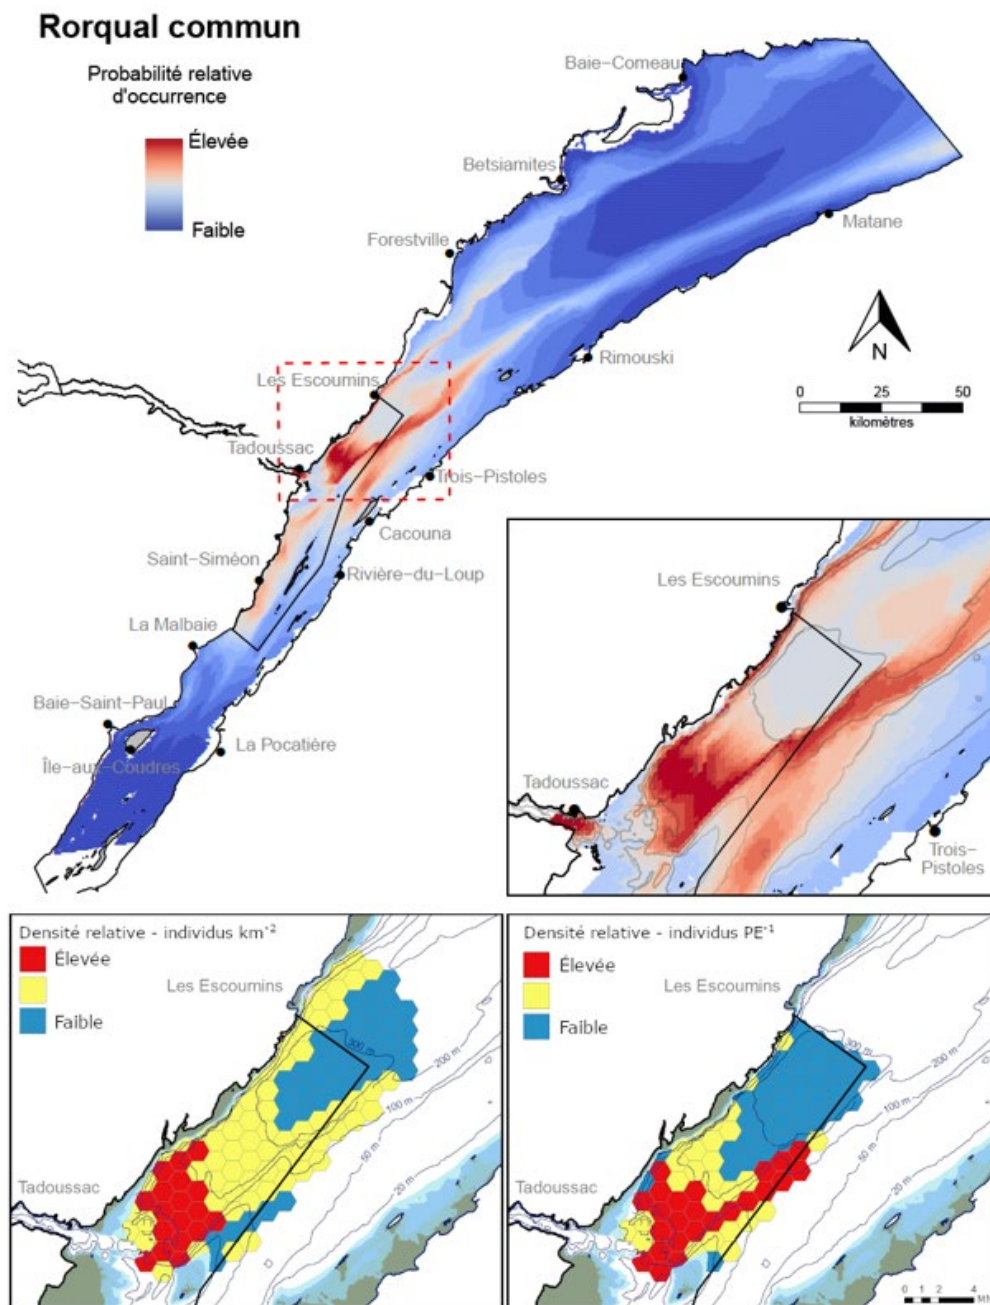 Rorqual commun
Probabilité relative
d'occurrence
Élevée
Faible
Baie-Comeau
Betsiamites
Matane
Forestville
Rimouski
N
0 25 50
kilomètres
Les Escoumins
Tadoussac
Trois-Pistoles
Cacouna
Saint-Siméon
Rivière-du-Loup
La Malbaie
Baie-Saint-Paul
La Pocatière
Île-aux-Coudres
Les Escoumins
Tadoussac
Trois-
Pistoles
Densité relative - individus km⁻²
Élevée
Faible
Les Escoumins
300 m
200 m
100 m
50 m
20 m
Tadoussac
Densité relative - individus PE⁻¹
Élevée
Faible
Les Escoumins
300 m
200 m
100 m
50 m
20 m
Tadoussac
0 1 2 4